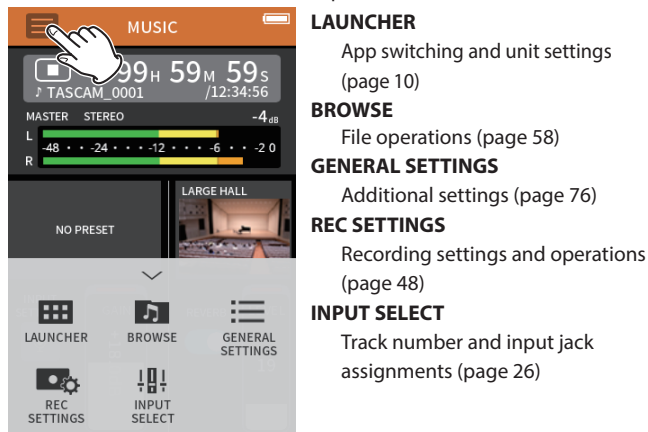 MUSIC
99H 59M 59S
♪ TASCAM_0001 /12:34:56
MASTER STEREO -4dB
L
-48 · · -24 · · · -12 · · · -6 · · -2 0
R
NO PRESET
LARGE HALL
LAUNCHER
BROWSE
GENERAL
SETTINGS
REC
SETTINGS
INPUT
SELECT
LAUNCHER
App switching and unit settings
(page 10)
BROWSE
File operations (page 58)
GENERAL SETTINGS
Additional settings (page 76)
REC SETTINGS
Recording settings and operations
(page 48)
INPUT SELECT
Track number and input jack
assignments (page 26)